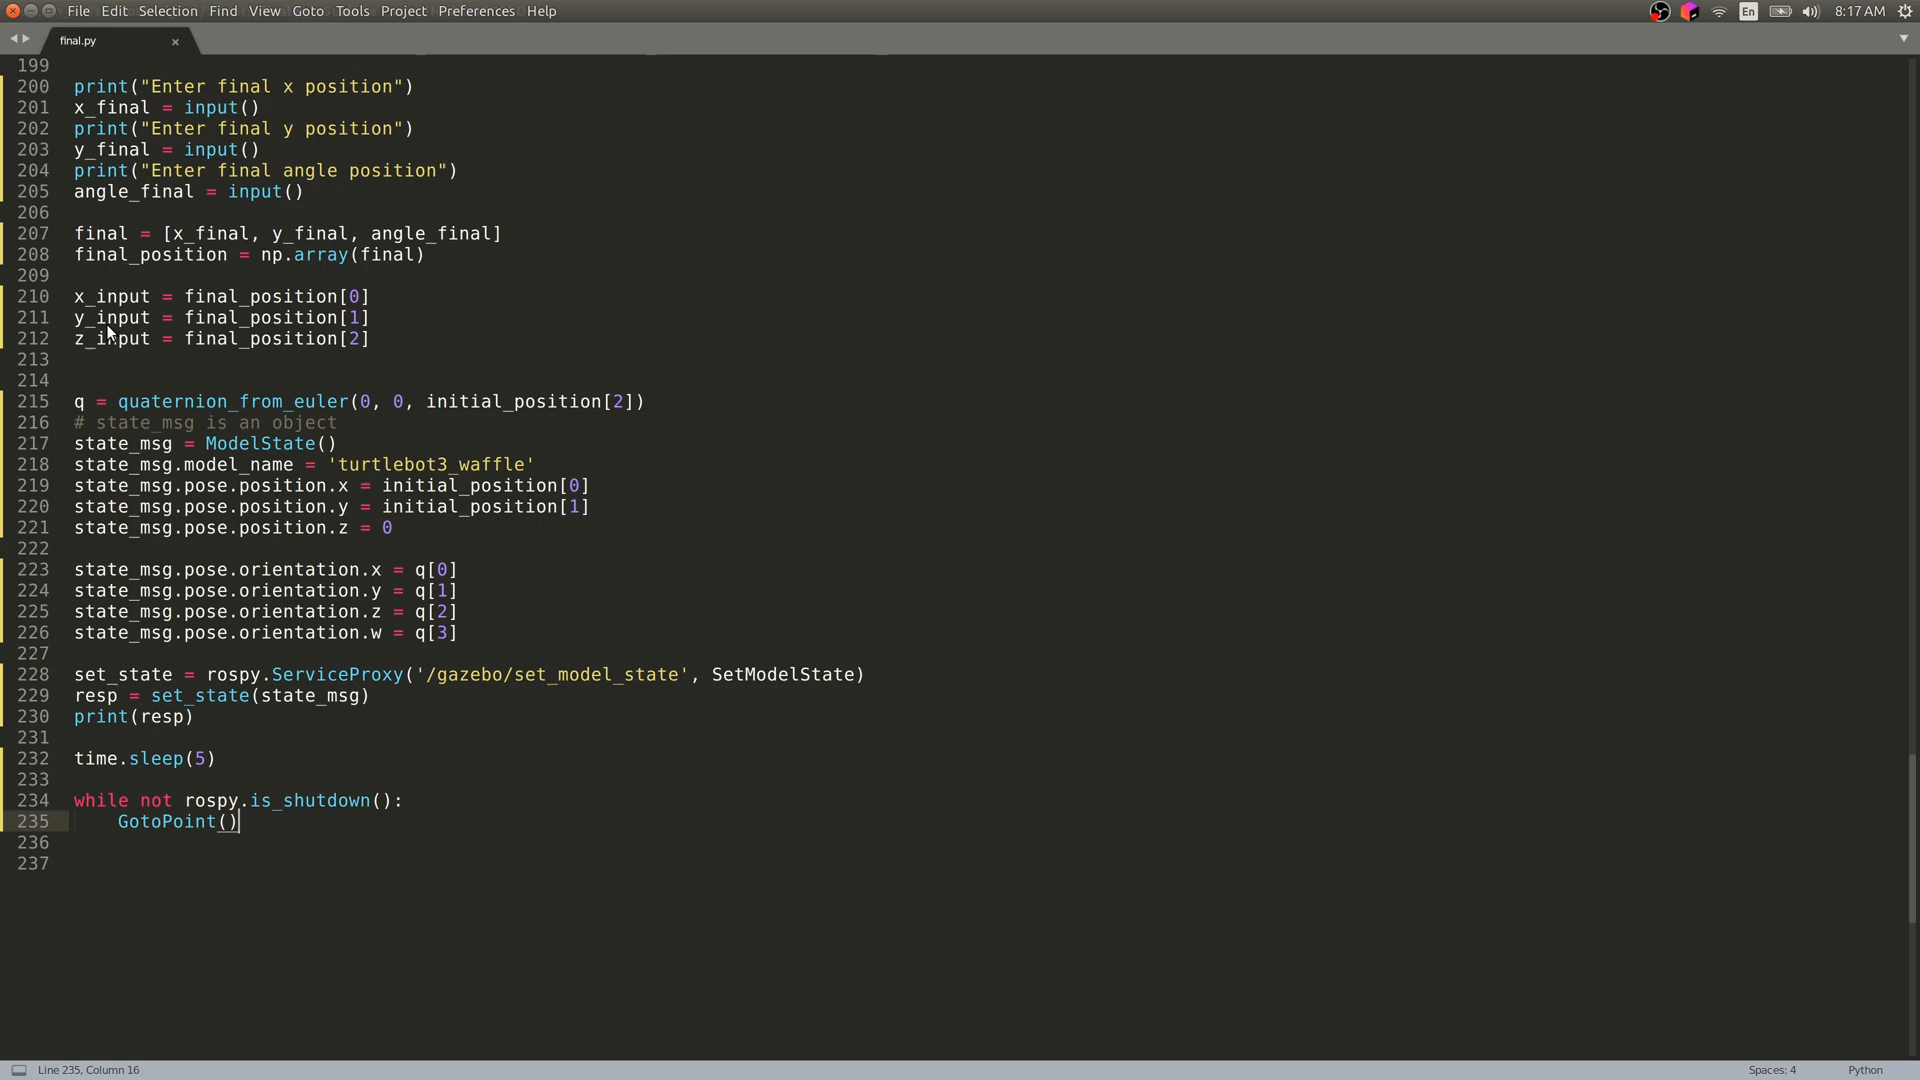 File Edit Selection Find View Goto Tools Project Preferences Help
En 8:17 AM
final.py ×
199
200 print("Enter final x position")
201 x_final = input()
202 print("Enter final y position")
203 y_final = input()
204 print("Enter final angle position")
205 angle_final = input()
206
207 final = [x_final, y_final, angle_final]
208 final_position = np.array(final)
209
210 x_input = final_position[0]
211 y_input = final_position[1]
212 z_input = final_position[2]
213
214
215 q = quaternion_from_euler(0, 0, initial_position[2])
216 # state_msg is an object
217 state_msg = ModelState()
218 state_msg.model_name = 'turtlebot3_waffle'
219 state_msg.pose.position.x = initial_position[0]
220 state_msg.pose.position.y = initial_position[1]
221 state_msg.pose.position.z = 0
222
223 state_msg.pose.orientation.x = q[0]
224 state_msg.pose.orientation.y = q[1]
225 state_msg.pose.orientation.z = q[2]
226 state_msg.pose.orientation.w = q[3]
227
228 set_state = rospy.ServiceProxy('/gazebo/set_model_state', SetModelState)
229 resp = set_state(state_msg)
230 print(resp)
231
232 time.sleep(5)
233
234 while not rospy.is_shutdown():
235     GotoPoint()
236
237
Line 235, Column 16 Spaces: 4 Python